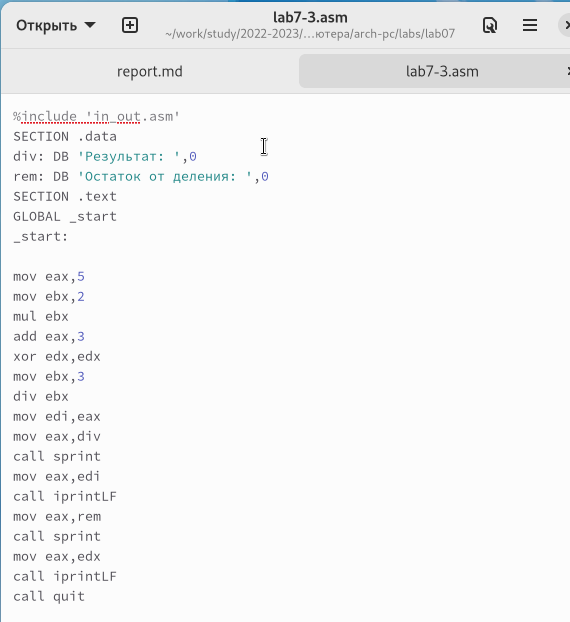 Открыть
lab7-3.asm
~/work/study/2022-2023/…ютера/arch-pc/labs/lab07
report.md
lab7-3.asm
%include 'in_out.asm'
SECTION .data
div: DB 'Результат: ',0
rem: DB 'Остаток от деления: ',0
SECTION .text
GLOBAL _start
_start:

mov eax,5
mov ebx,2
mul ebx
add eax,3
xor edx,edx
mov ebx,3
div ebx
mov edi,eax
mov eax,div
call sprint
mov eax,edi
call iprintLF
mov eax,rem
call sprint
mov eax,edx
call iprintLF
call quit